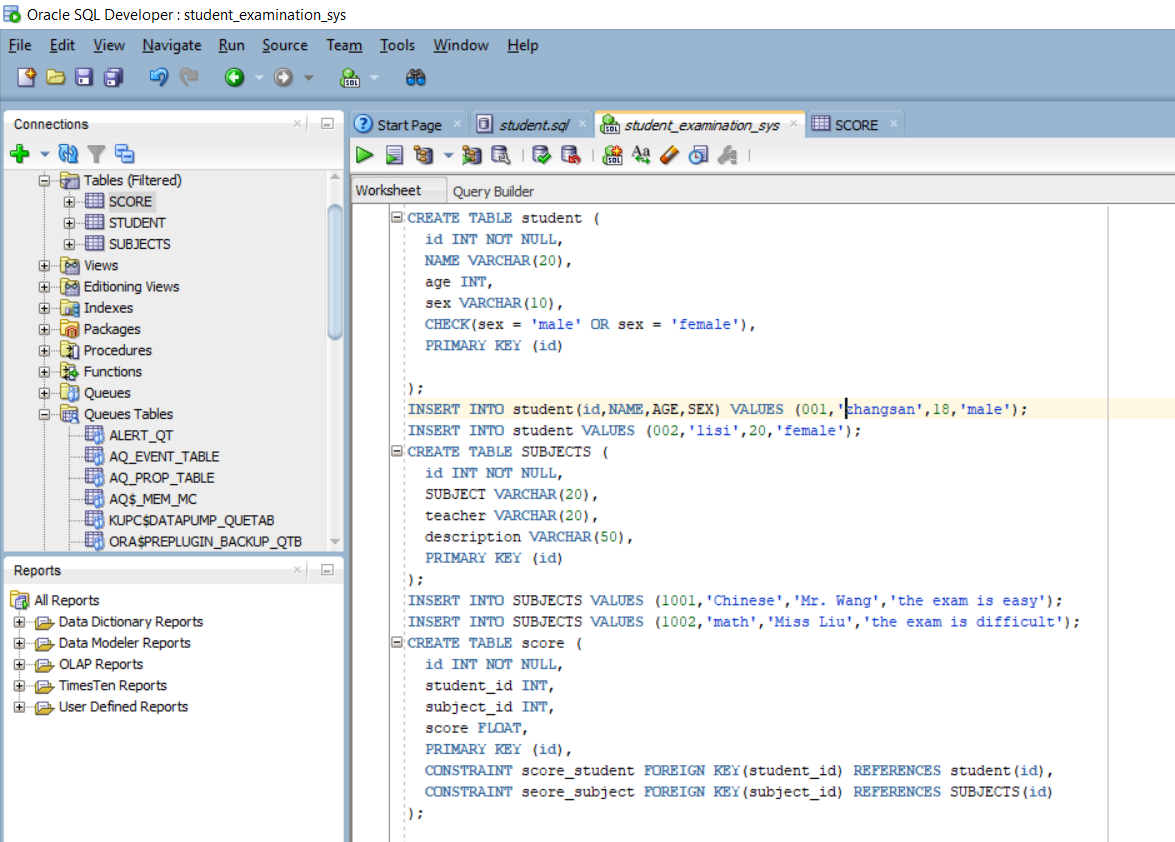 Oracle SQL Developer : student_examination_sys
File Edit View Navigate Run Source Team Tools Window Help
Connections
Tables (Filtered)
SCORE
STUDENT
SUBJECTS
Views
Editioning Views
Indexes
Packages
Procedures
Functions
Queues
Queues Tables
ALERT_QT
AQ_EVENT_TABLE
AQ_PROP_TABLE
AQ$_MEM_MC
KUPC$DATAPUMP_QUETAB
ORA$PREPLUGIN_BACKUP_QTB
Reports
All Reports
Data Dictionary Reports
Data Modeler Reports
OLAP Reports
TimesTen Reports
User Defined Reports
Start Page student.sql student_examination_sys SCORE
Worksheet Query Builder
CREATE TABLE student (
id INT NOT NULL,
NAME VARCHAR(20),
age INT,
sex VARCHAR(10),
CHECK(sex = 'male' OR sex = 'female'),
PRIMARY KEY (id)
);
INSERT INTO student(id,NAME,AGE,SEX) VALUES (001,'zhangsan',18,'male');
INSERT INTO student VALUES (002,'lisi',20,'female');
CREATE TABLE SUBJECTS (
id INT NOT NULL,
SUBJECT VARCHAR(20),
teacher VARCHAR(20),
description VARCHAR(50),
PRIMARY KEY (id)
);
INSERT INTO SUBJECTS VALUES (1001,'Chinese','Mr. Wang','the exam is easy');
INSERT INTO SUBJECTS VALUES (1002,'math','Miss Liu','the exam is difficult');
CREATE TABLE score (
id INT NOT NULL,
student_id INT,
subject_id INT,
score FLOAT,
PRIMARY KEY (id),
CONSTRAINT score_student FOREIGN KEY(student_id) REFERENCES student(id),
CONSTRAINT seore_subject FOREIGN KEY(subject_id) REFERENCES SUBJECTS(id)
);